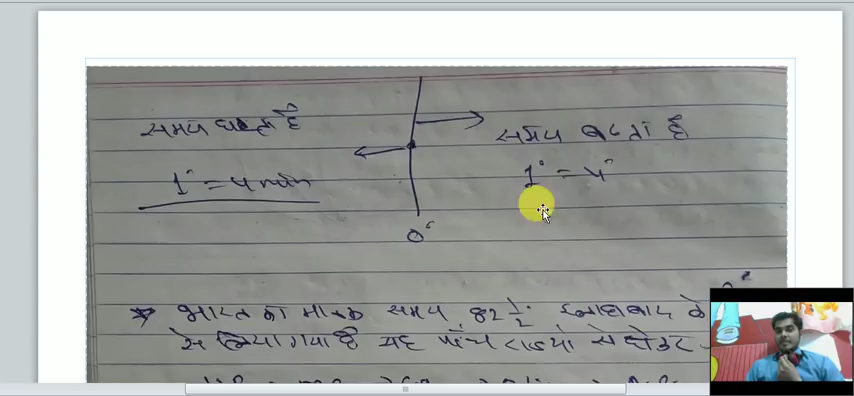 समय घटता है
समय बढता है
1° = 4 min
1° = 4'
0°
* भारत का मानक समय 82 1/2 इलाहाबाद के
से लिया गया है यह पांच राज्यो से होकर